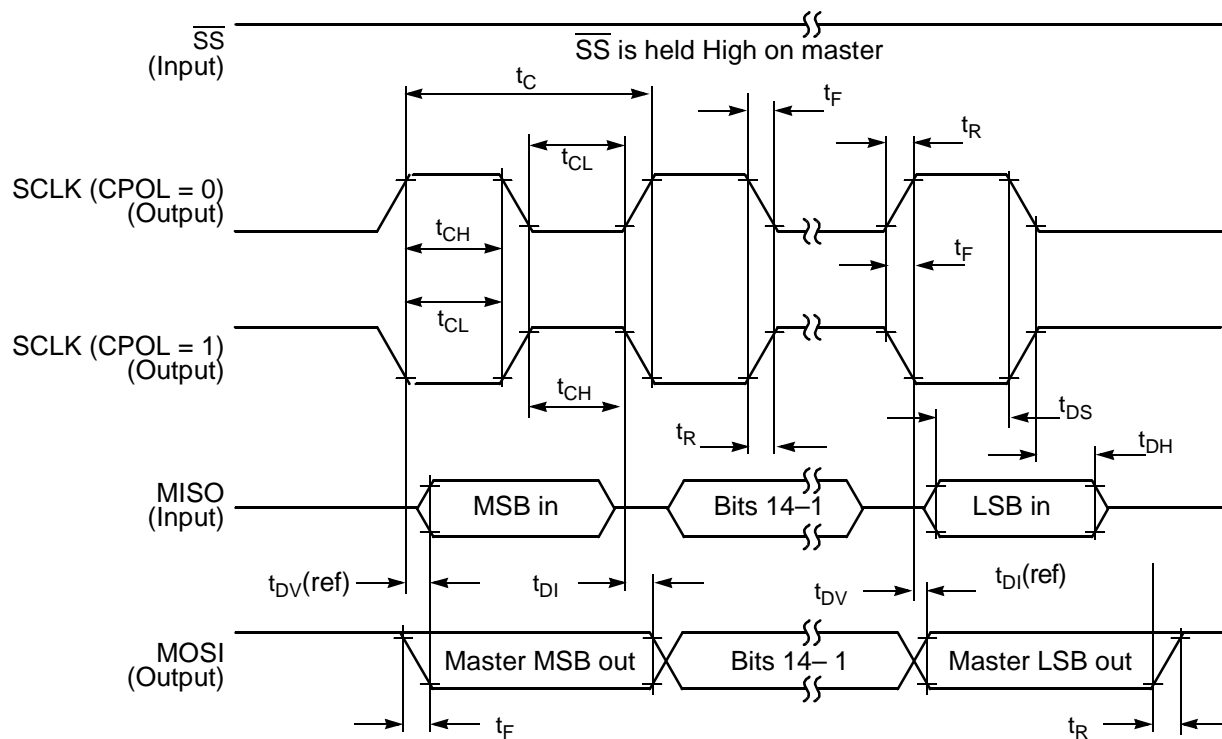 SS
(Input)
SS is held High on master
tC
tF
tR
tCL
SCLK (CPOL = 0)
(Output)
tCH
tF
tCL
SCLK (CPOL = 1)
(Output)
tCH
tDS
tR
tDH
MISO
(Input)
MSB in
Bits 14–1
LSB in
tDV(ref)
tDI
tDV
tDI(ref)
MOSI
(Output)
Master MSB out
Bits 14– 1
Master LSB out
tF
tR